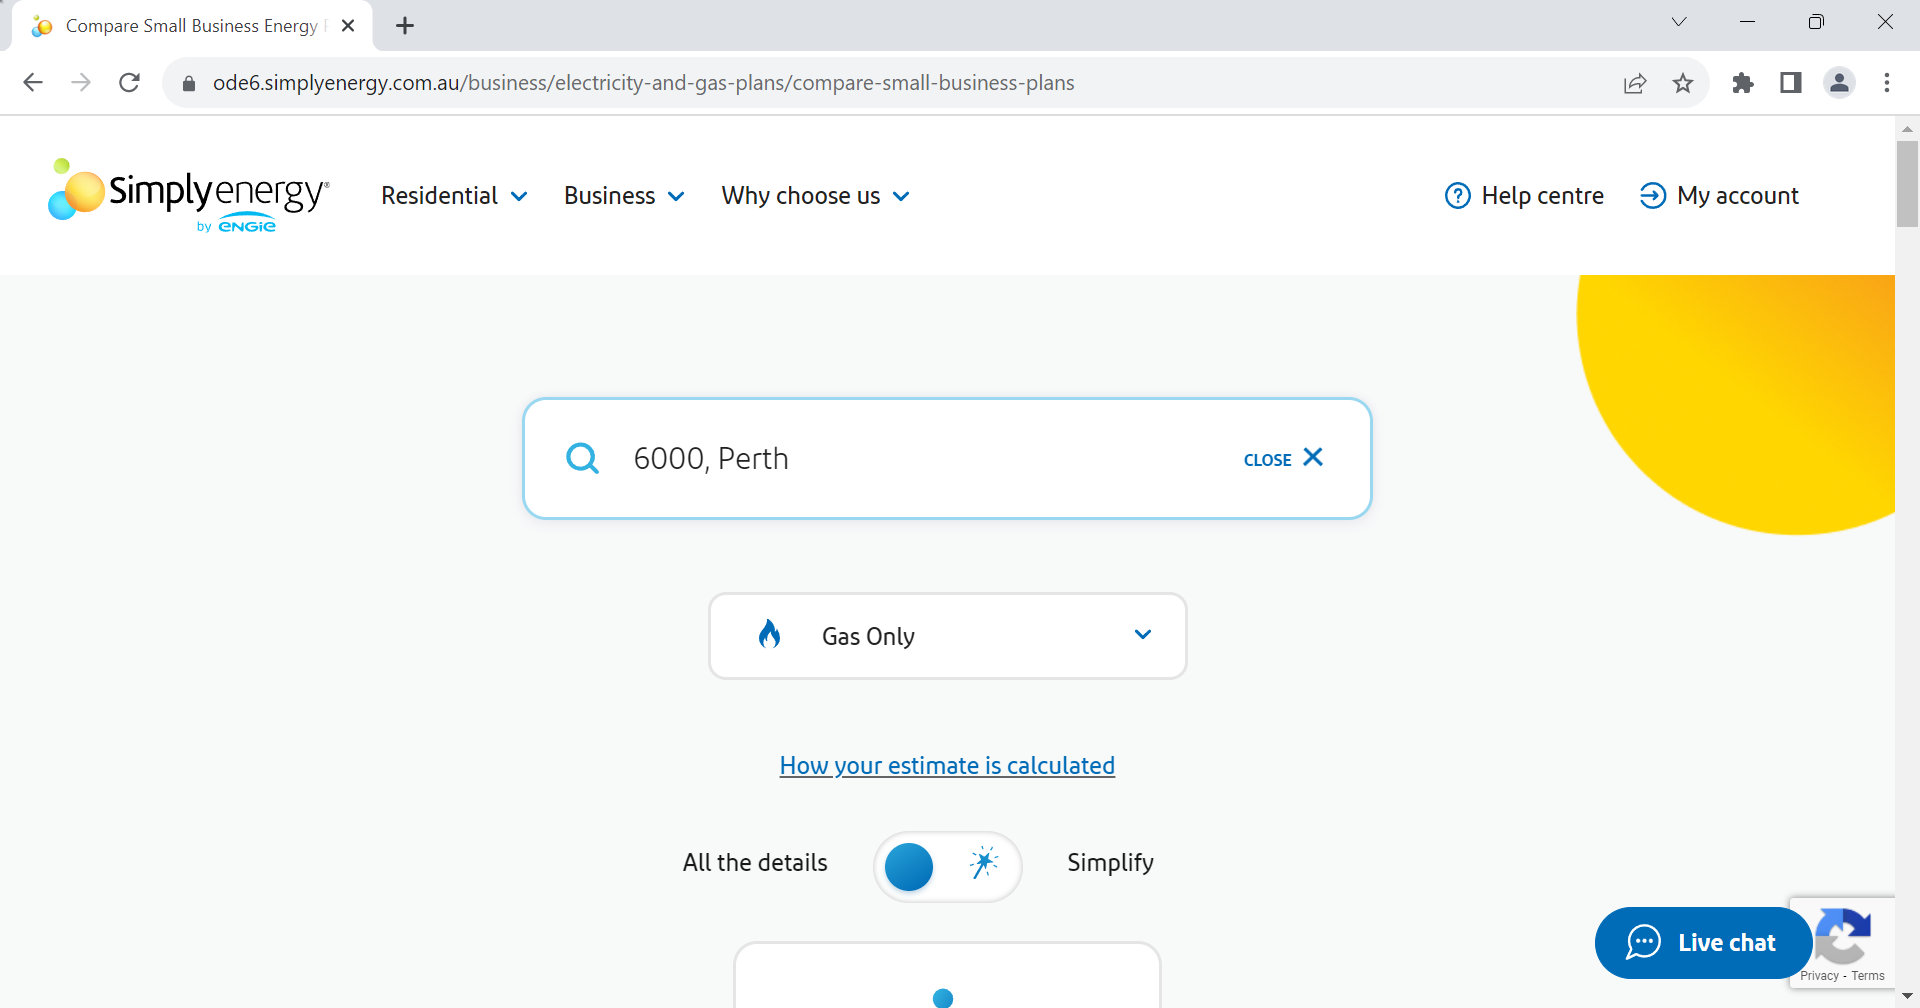 Compare Small Business Energy
ode6.simplyenergy.com.au/business/electricity-and-gas-plans/compare-small-business-plans
Simplyenergy®
by ENGIE
Residential
Business
Why choose us
Help centre
My account
6000, Perth
CLOSE
Gas Only
How your estimate is calculated
All the details
Simplify
Live chat
Privacy - Terms